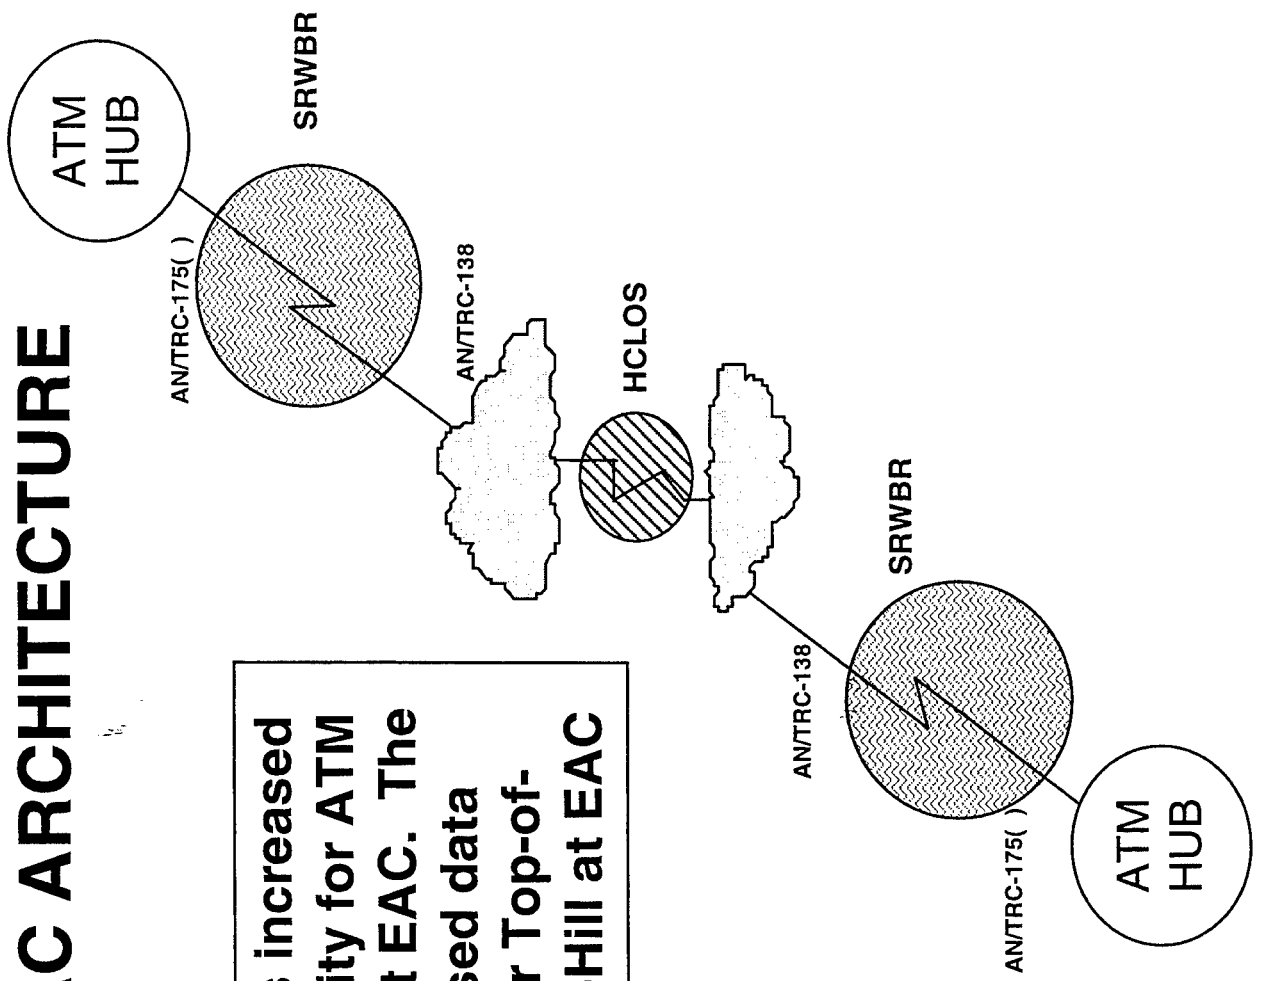 C ARCHITECTURE
ATM
HUB
AN/TRC-175( )
SRWBR
increased
ity for ATM
t EAC. The
sed data
r Top-of-
Hill at EAC
AN/TRC-138
HCLOS
AN/TRC-138
SRWBR
AN/TRC-175( )
ATM
HUB